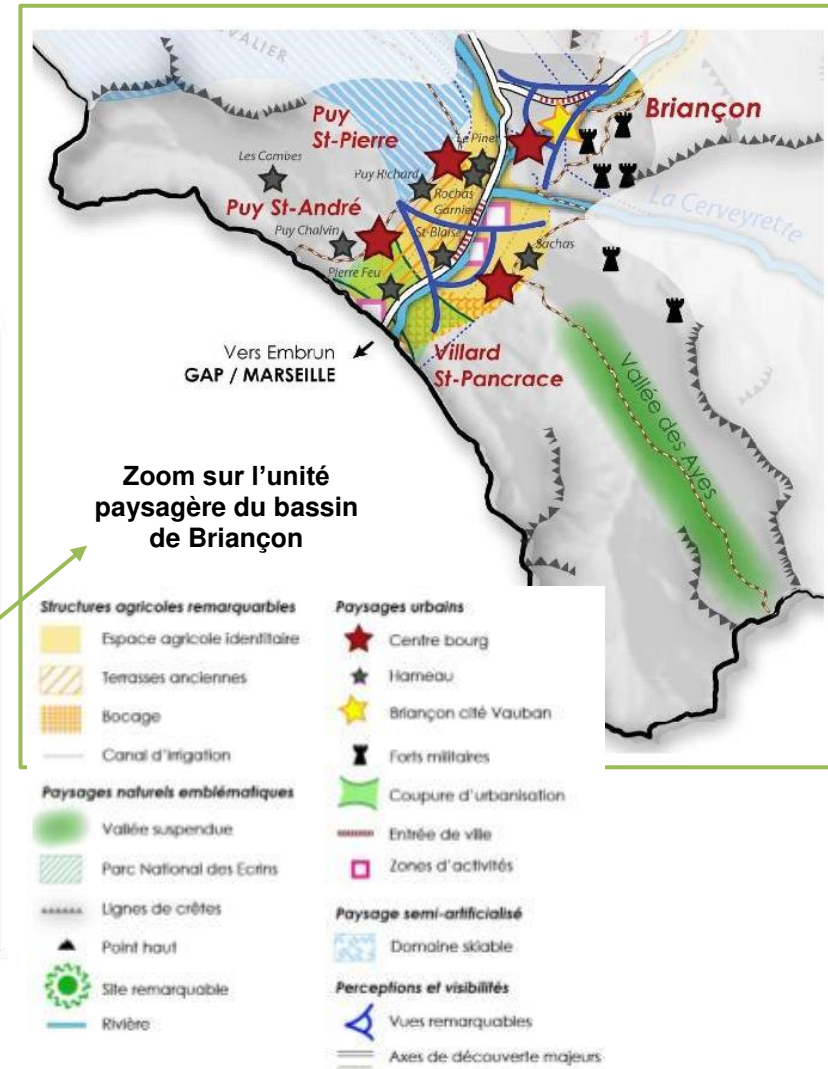 EVALIER
Puy
St-Pierre
Briançon
Le Pinet
Les Combes
Puy Richard
Rochas
Garnier
La Cerveyrette
Puy St-André
Puy Chalvin
St-Blaise
Sachas
Pierre Feu
Vers Embrun
GAP / MARSEILLE
Villard
St-Pancrace
Vallée des Ayes
Zoom sur l'unité
paysagère du bassin
de Briançon
Structures agricoles remarquarbles
Espace agricole identitaire
Terrasses anciennes
Bocage
Canal d'irrigation
Paysages naturels emblématiques
Vallée suspendue
Parc National des Ecrins
Lignes de crêtes
Point haut
Site remarquable
Rivière
Paysages urbains
Centre bourg
Hameau
Briançon cité Vauban
Forts militaires
Coupure d'urbanisation
Entrée de ville
Zones d'activités
Paysage semi-artificialisé
Domaine skiable
Perceptions et visibilités
Vues remarquables
Axes de découverte majeurs